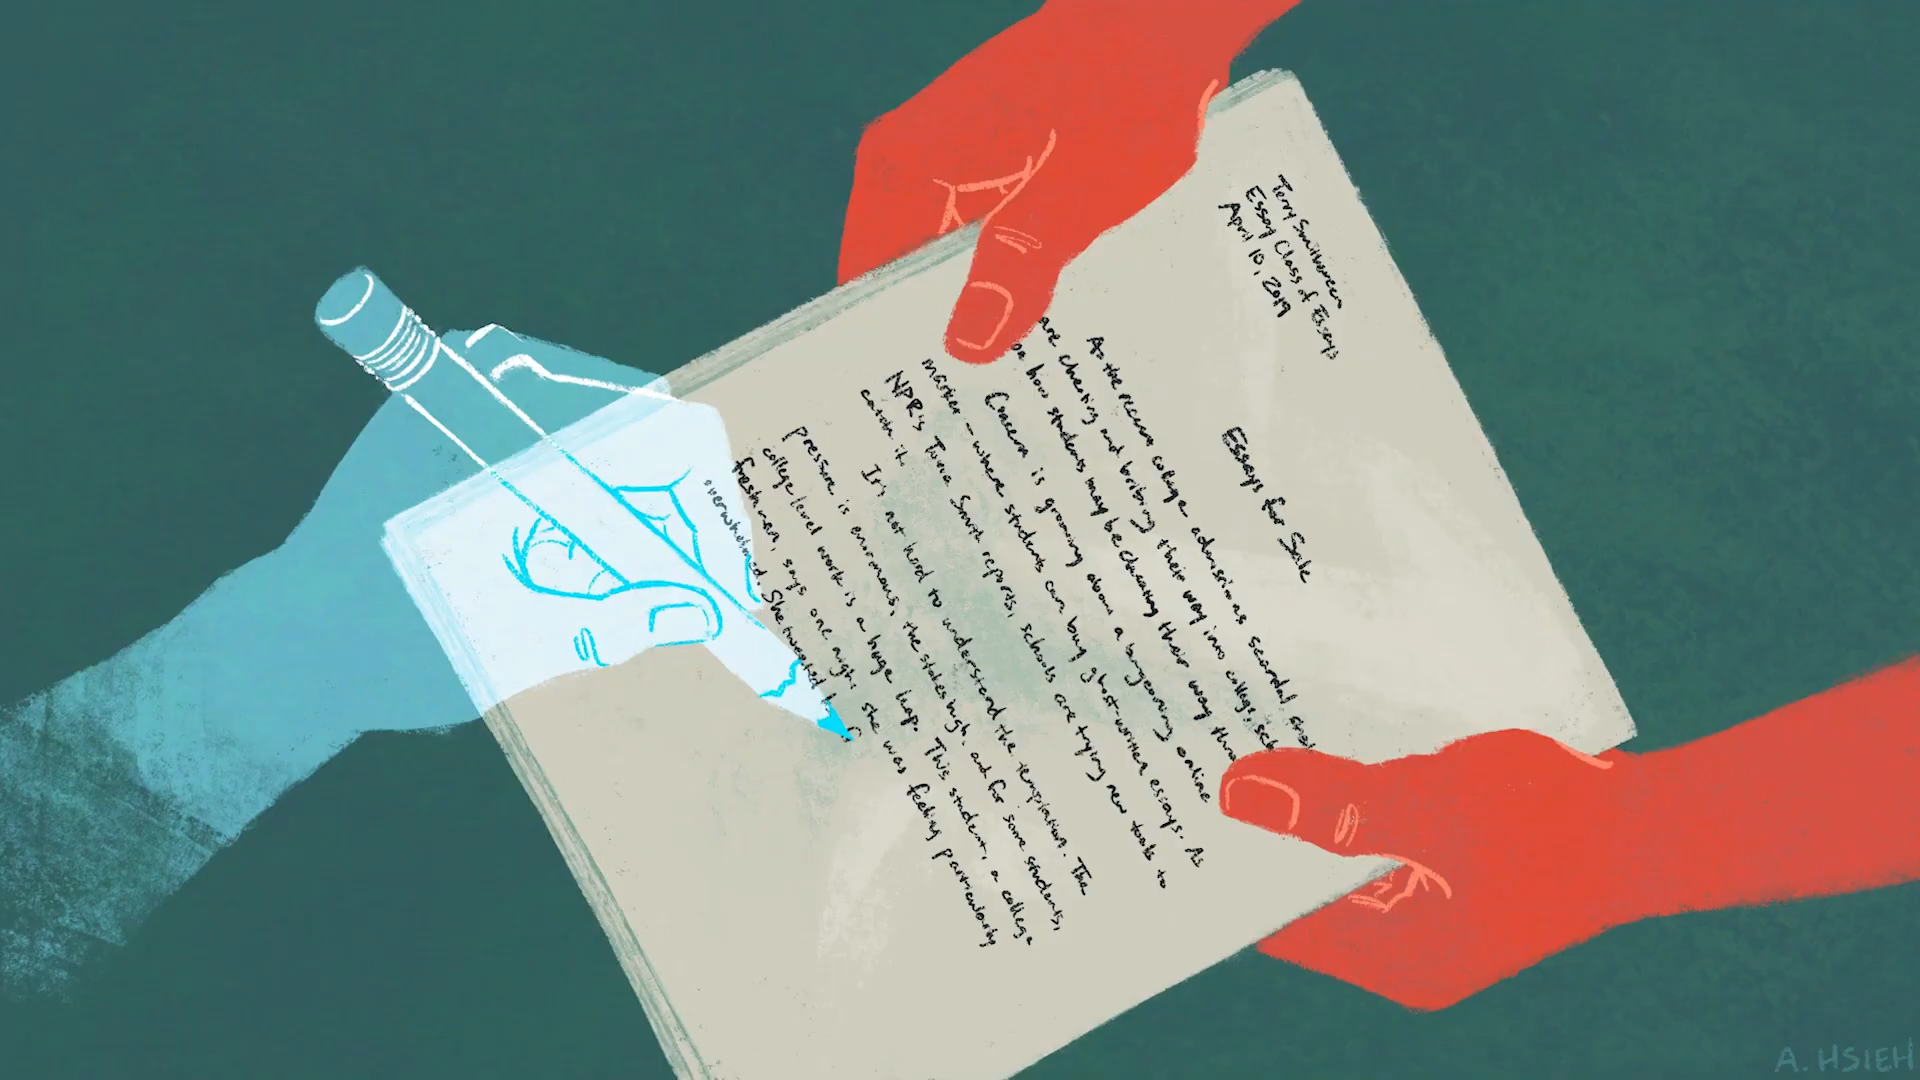 Terry Smithereen
Essay Class of Essays
April 10, 2019
Essays for Sale
As the recent college admissions scandal shed
are cheating and bribing their way into college, sch
on how students may be cheating their way thro
Concern is growing about a burgeoning online
market - where students can buy ghost-written essays. As
NPR's Tovia Smith reports, schools are trying new tools to
catch it.
It's not hard to understand the temptation. The
pressure is enormous, the stakes high, and for some students,
college level work is a huge leap. This student, a college
freshman, says one night she was feeling particularly
overwhelmed. She tweeted
A. HSIEH